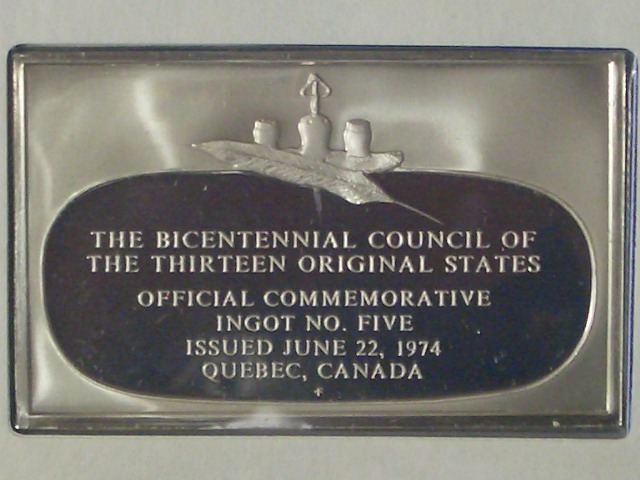 THE BICENTENNIAL COUNCIL OF
THE THIRTEEN ORIGINAL STATES
OFFICIAL COMMEMORATIVE
INGOT NO. FIVE
ISSUED JUNE 22, 1974
QUEBEC, CANADA